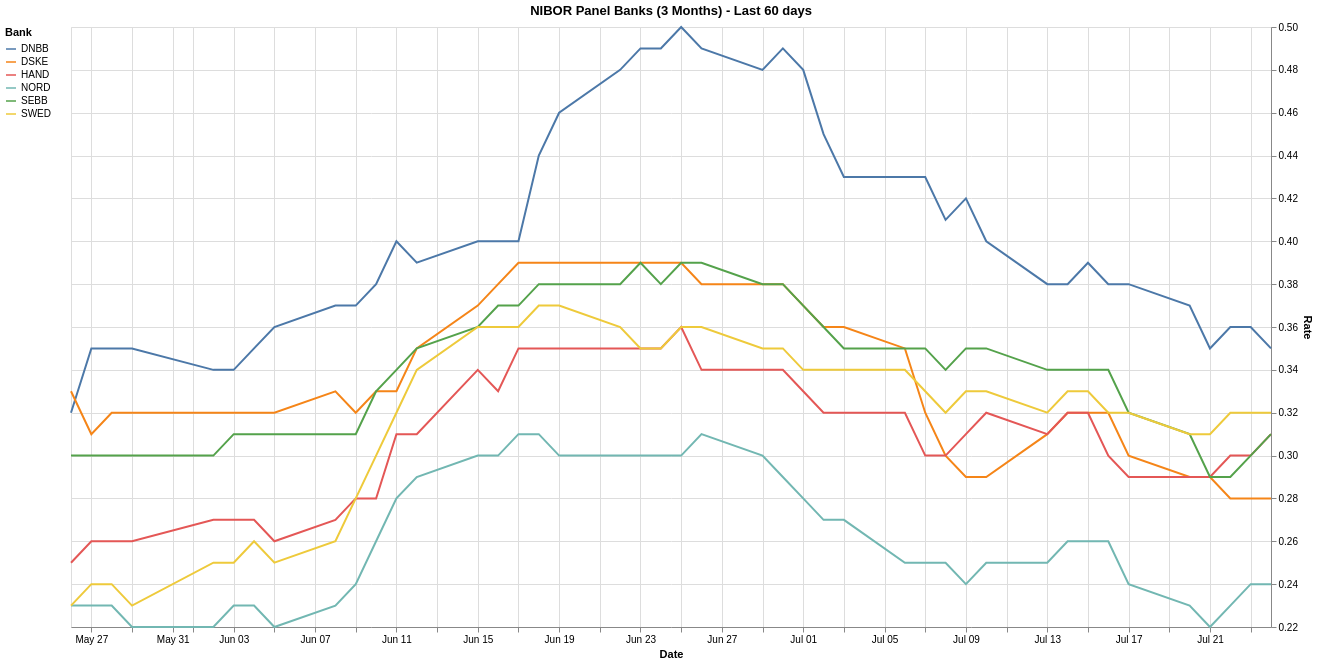 NIBOR Panel Banks (3 Months) - Last 60 days
Bank
DNBB
DSKE
HAND
NORD
SEBB
SWED
0.50
0.48
0.46
0.44
0.42
0.40
0.38
0.36
0.34
0.32
0.30
0.28
0.26
0.24
0.22
Rate
May 27 May 31 Jun 03 Jun 07 Jun 11 Jun 15 Jun 19 Jun 23 Jun 27 Jul 01 Jul 05 Jul 09 Jul 13 Jul 17 Jul 21
Date